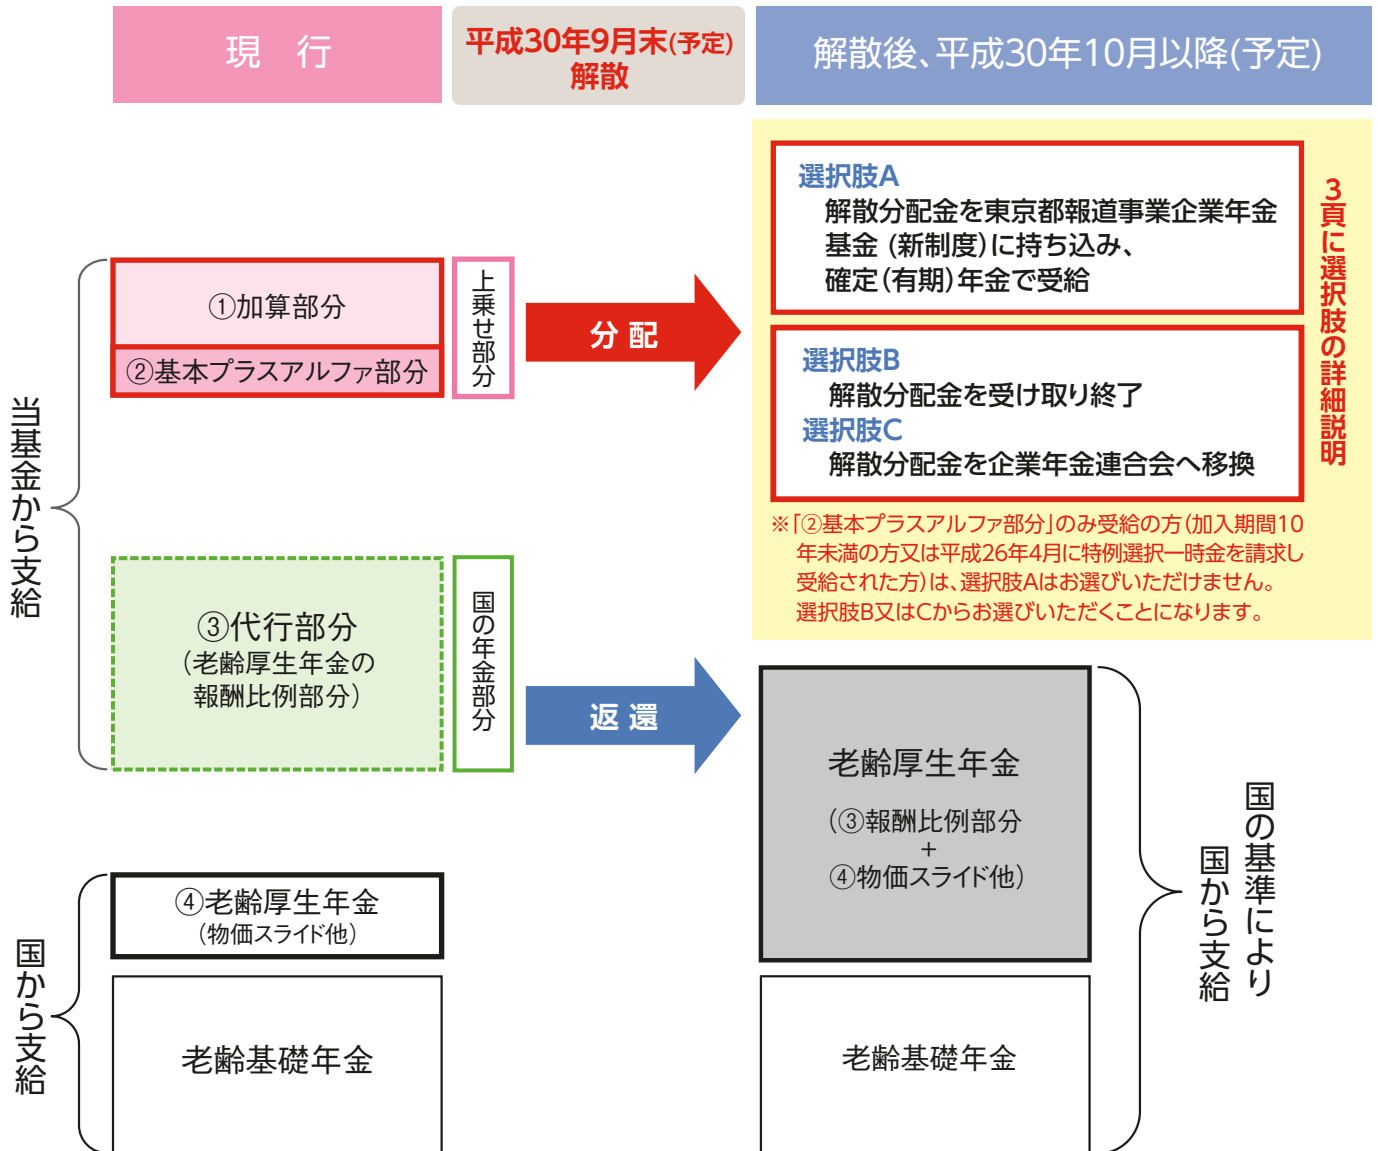 現 行
平成30年9月末(予定)
解散
解散後、平成30年10月以降(予定)
当基金から支給
①加算部分
②基本プラスアルファ部分
上乗せ部分
分 配
選択肢A
解散分配金を東京都報道事業企業年金
基金 (新制度)に持ち込み、
確定(有期)年金で受給
選択肢B
解散分配金を受け取り終了
選択肢C
解散分配金を企業年金連合会へ移換
3頁に選択肢の詳細説明
※「②基本プラスアルファ部分」のみ受給の方(加入期間10
年未満の方又は平成26年4月に特例選択一時金を請求し
受給された方)は、選択肢Aはお選びいただけません。
選択肢B又はCからお選びいただくことになります。
③代行部分
(老齢厚生年金の
報酬比例部分)
国の年金部分
返 還
老齢厚生年金
(③報酬比例部分
+
④物価スライド他)
国の基準により
国から支給
国から支給
④老齢厚生年金
(物価スライド他)
老齢基礎年金
老齢基礎年金